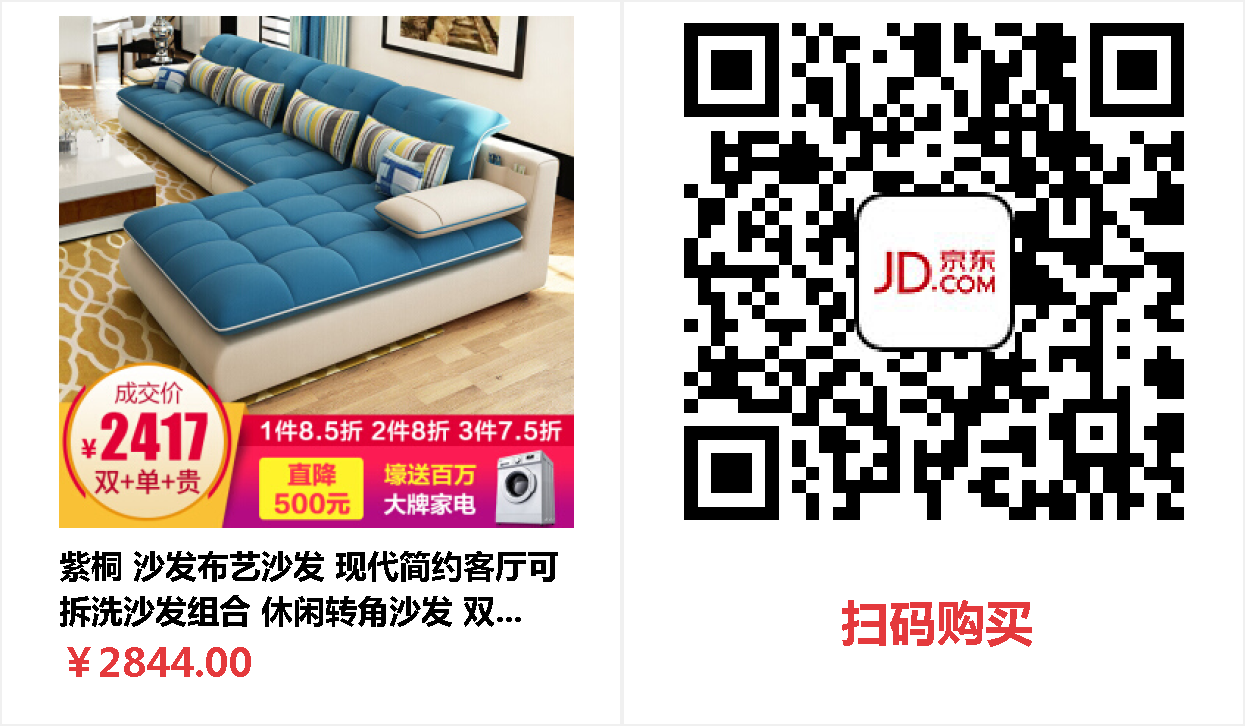 成交价
¥2417
双+单+贵
1件8.5折 2件8折 3件7.5折
直降
500元
壕送百万
大牌家电
紫桐 沙发布艺沙发 现代简约客厅可
拆洗沙发组合 休闲转角沙发 双...
￥2844.00
JD.COM
京东
扫码购买